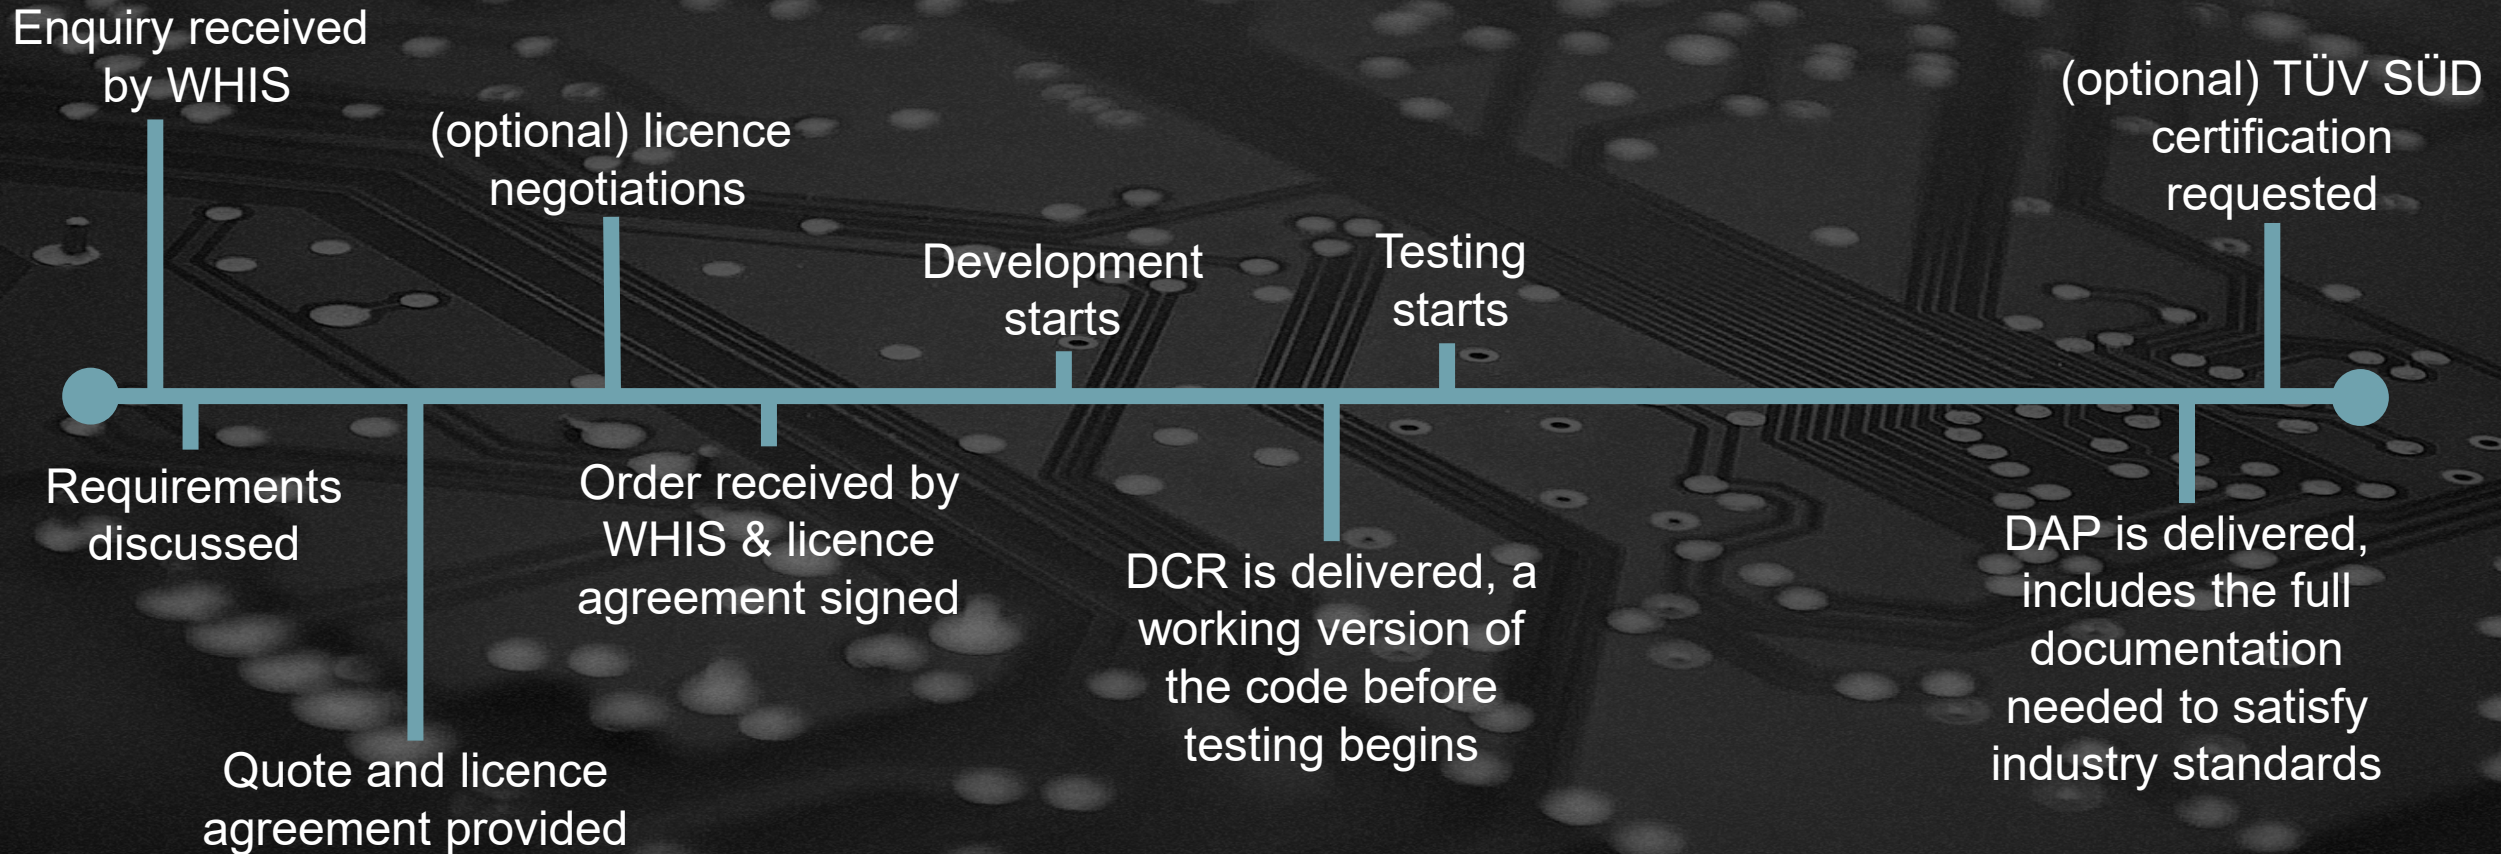 Enquiry received
by WHIS
Requirements
discussed
Quote and licence
agreement provided
(optional) licence
negotiations
Order received by
WHIS & licence
agreement signed
Development
starts
DCR is delivered, a
working version of
the code before
testing begins
Testing
starts
DAP is delivered,
includes the full
documentation
needed to satisfy
industry standards
(optional) TÜV SÜD
certification
requested